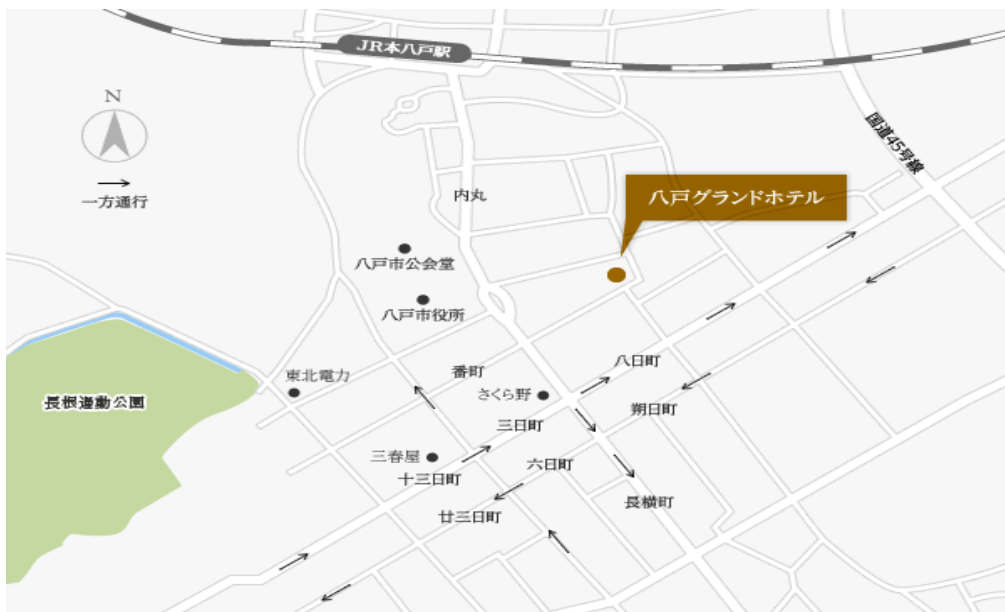 JR本八戸駅
N
一方通行
国道45号線
八戸グランドホテル
内丸
八戸市公会堂
八戸市役所
八日町
番町
東北電力
さくら野
朔日町
長根運動公園
三日町
三春屋
六日町
十三日町
長横町
廿三日町